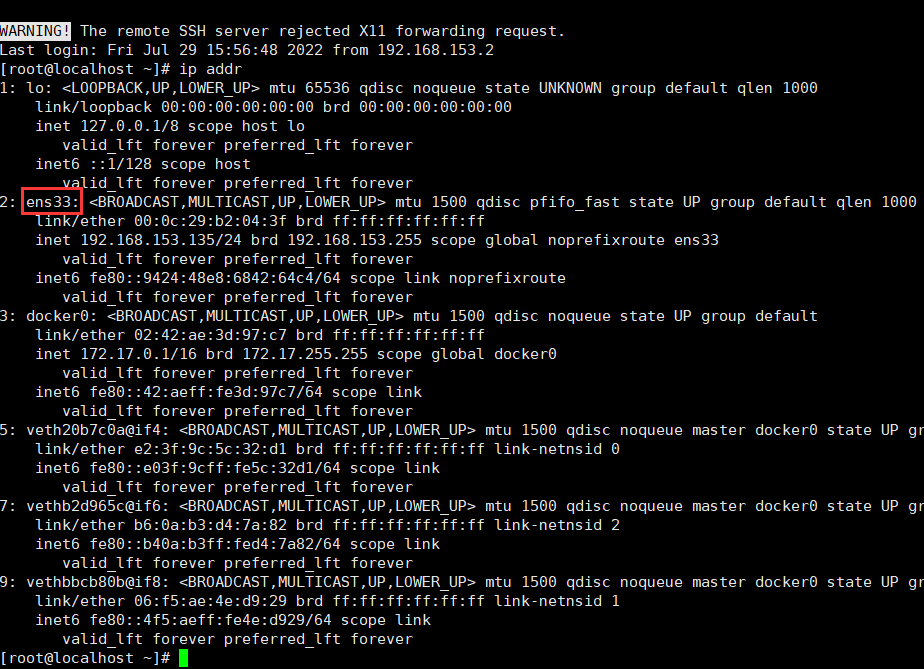 WARNING! The remote SSH server rejected X11 forwarding request.
Last login: Fri Jul 29 15:56:48 2022 from 192.168.153.2
[root@localhost ~]# ip addr
1: lo: <LOOPBACK,UP,LOWER_UP> mtu 65536 qdisc noqueue state UNKNOWN group default qlen 1000
    link/loopback 00:00:00:00:00:00 brd 00:00:00:00:00:00
    inet 127.0.0.1/8 scope host lo
       valid_lft forever preferred_lft forever
    inet6 ::1/128 scope host
       valid_lft forever preferred_lft forever
2: ens33: <BROADCAST,MULTICAST,UP,LOWER_UP> mtu 1500 qdisc pfifo_fast state UP group default qlen 1000
    link/ether 00:0c:29:b2:04:3f brd ff:ff:ff:ff:ff:ff
    inet 192.168.153.135/24 brd 192.168.153.255 scope global noprefixroute ens33
       valid_lft forever preferred_lft forever
    inet6 fe80::9424:48e8:6842:64c4/64 scope link noprefixroute
       valid_lft forever preferred_lft forever
3: docker0: <BROADCAST,MULTICAST,UP,LOWER_UP> mtu 1500 qdisc noqueue state UP group default
    link/ether 02:42:ae:3d:97:c7 brd ff:ff:ff:ff:ff:ff
    inet 172.17.0.1/16 brd 172.17.255.255 scope global docker0
       valid_lft forever preferred_lft forever
    inet6 fe80::42:aeff:fe3d:97c7/64 scope link
       valid_lft forever preferred_lft forever
5: veth20b7c0a@if4: <BROADCAST,MULTICAST,UP,LOWER_UP> mtu 1500 qdisc noqueue master docker0 state UP gr
    link/ether e2:3f:9c:5c:32:d1 brd ff:ff:ff:ff:ff:ff link-netnsid 0
    inet6 fe80::e03f:9cff:fe5c:32d1/64 scope link
       valid_lft forever preferred_lft forever
7: vethb2d965c@if6: <BROADCAST,MULTICAST,UP,LOWER_UP> mtu 1500 qdisc noqueue master docker0 state UP gr
    link/ether b6:0a:b3:d4:7a:82 brd ff:ff:ff:ff:ff:ff link-netnsid 2
    inet6 fe80::b40a:b3ff:fed4:7a82/64 scope link
       valid_lft forever preferred_lft forever
9: vethbbcb80b@if8: <BROADCAST,MULTICAST,UP,LOWER_UP> mtu 1500 qdisc noqueue master docker0 state UP gr
    link/ether 06:f5:ae:4e:d9:29 brd ff:ff:ff:ff:ff:ff link-netnsid 1
    inet6 fe80::4f5:aeff:fe4e:d929/64 scope link
       valid_lft forever preferred_lft forever
[root@localhost ~]#